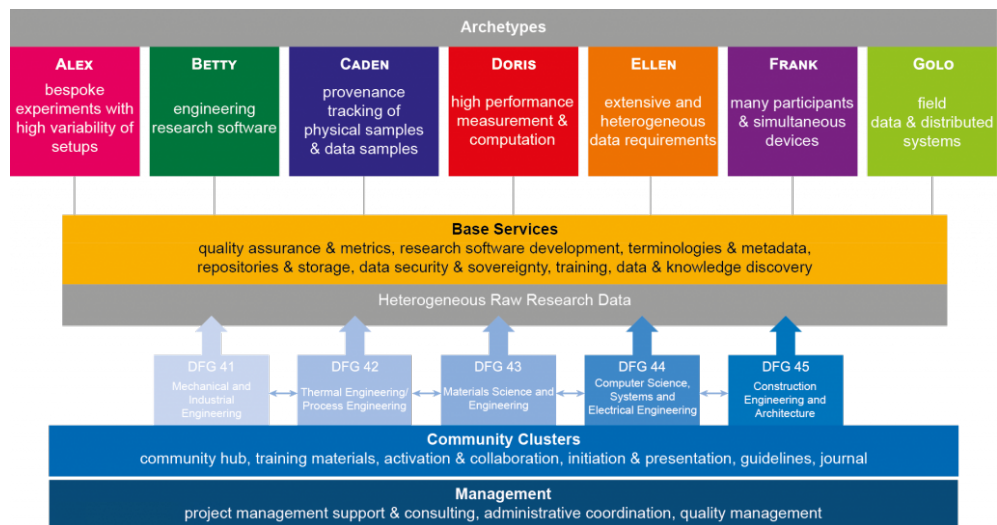 Archetypes
ALEX
bespoke
experiments with
high variability of
setups
BETTY
engineering
research software
CADEN
provenance
tracking of
physical samples
& data samples
DORIS
high performance
measurement &
computation
ELLEN
extensive and
heterogeneous
data requirements
FRANK
many participants
& simultaneous
devices
GOLO
field
data & distributed
systems
Base Services
quality assurance & metrics, research software development, terminologies & metadata,
repositories & storage, data security & sovereignty, training, data & knowledge discovery
Heterogeneous Raw Research Data
DFG 41
Mechanical and
Industrial
Engineering
DFG 42
Thermal Engineering/
Process Engineering
DFG 43
Materials Science and
Engineering
DFG 44
Computer Science,
Systems and
Electrical Engineering
DFG 45
Construction
Engineering and
Architecture
Community Clusters
community hub, training materials, activation & collaboration, initiation & presentation, guidelines, journal
Management
project management support & consulting, administrative coordination, quality management